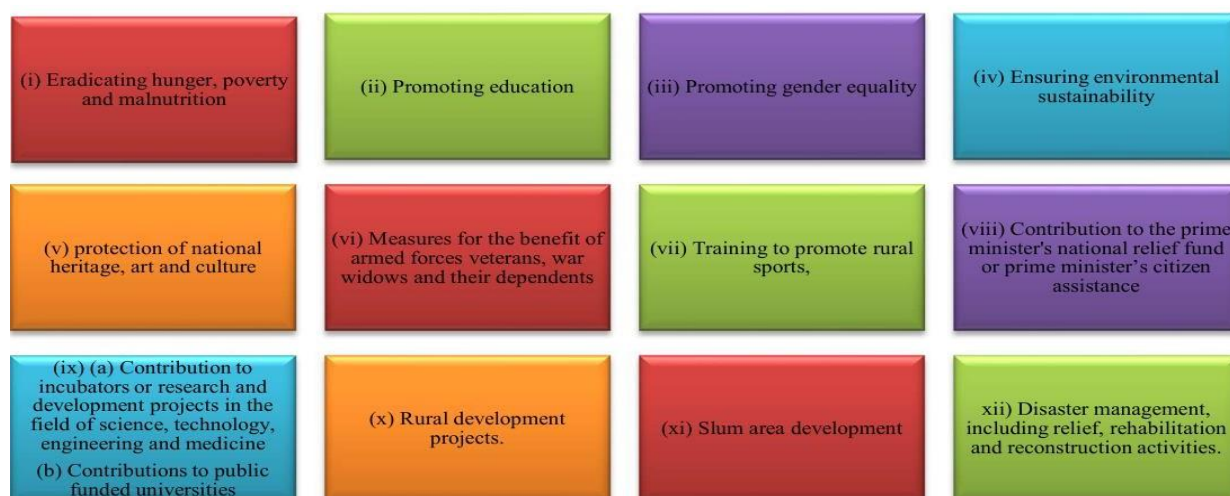 (i) Eradicating hunger, poverty
and malnutrition
(ii) Promoting education
(iii) Promoting gender equality
(iv) Ensuring environmental
sustainability
(v) protection of national
heritage, art and culture
(vi) Measures for the benefit of
armed forces veterans, war
widows and their dependents
(vii) Training to promote rural
sports,
(viii) Contribution to the prime
minister's national relief fund
or prime minister’s citizen
assistance
(ix) (a) Contribution to
incubators or research and
development projects in the
field of science, technology,
engineering and medicine
(b) Contributions to public
funded universities
(x) Rural development
projects.
(xi) Slum area development
xii) Disaster management,
including relief, rehabilitation
and reconstruction activities.